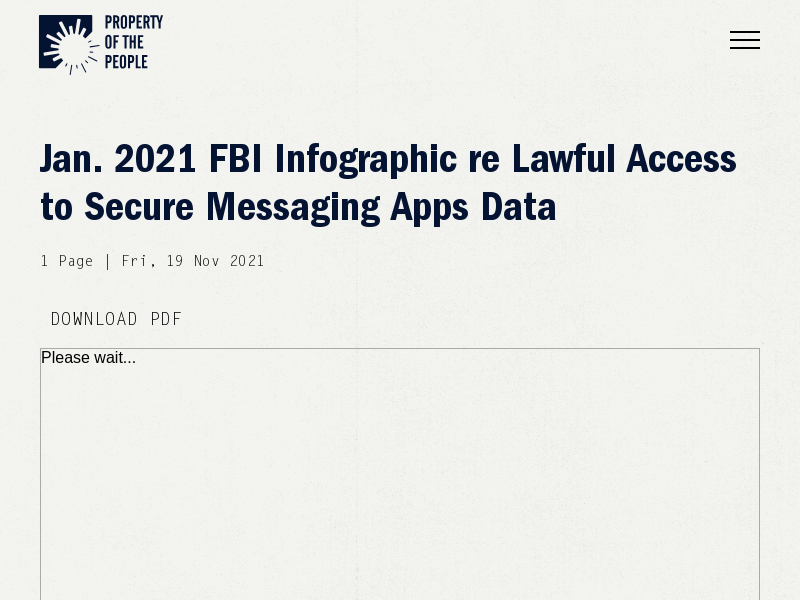 PROPERTY
OF THE
PEOPLE
Jan. 2021 FBI Infographic re Lawful Access
to Secure Messaging Apps Data
1 Page | Fri, 19 Nov 2021
DOWNLOAD PDF
Please wait...